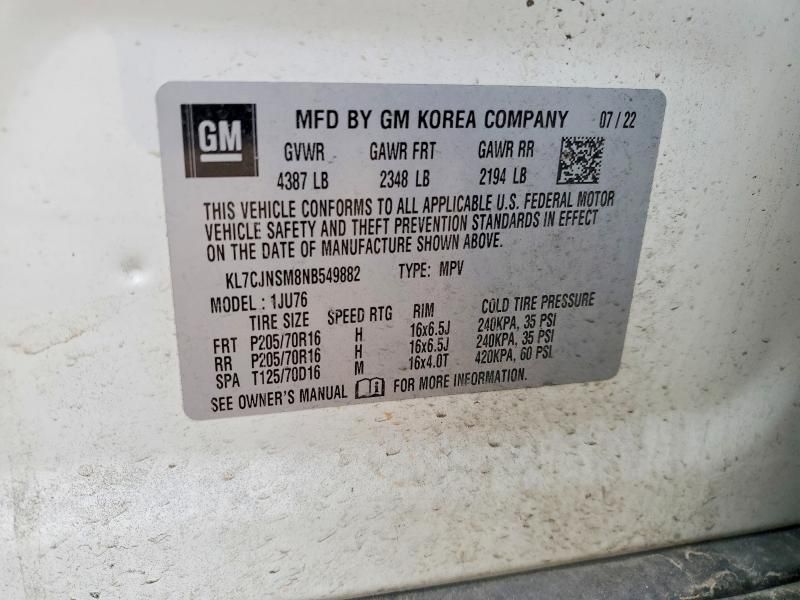 GM
MFD BY GM KOREA COMPANY 07 / 22
GVWR GAWR FRT GAWR RR
4387 LB 2348 LB 2194 LB
THIS VEHICLE CONFORMS TO ALL APPLICABLE U.S. FEDERAL MOTOR
VEHICLE SAFETY AND THEFT PREVENTION STANDARDS IN EFFECT
ON THE DATE OF MANUFACTURE SHOWN ABOVE.
KL7CJNSM8NB549882 TYPE: MPV
MODEL : 1JU76
TIRE SIZE SPEED RTG RIM COLD TIRE PRESSURE
FRT P205/70R16 H 16x6.5J 240KPA, 35 PSI
RR P205/70R16 H 16x6.5J 240KPA, 35 PSI
SPA T125/70D16 M 16x4.0T 420KPA, 60 PSI
SEE OWNER'S MANUAL FOR MORE INFORMATION.